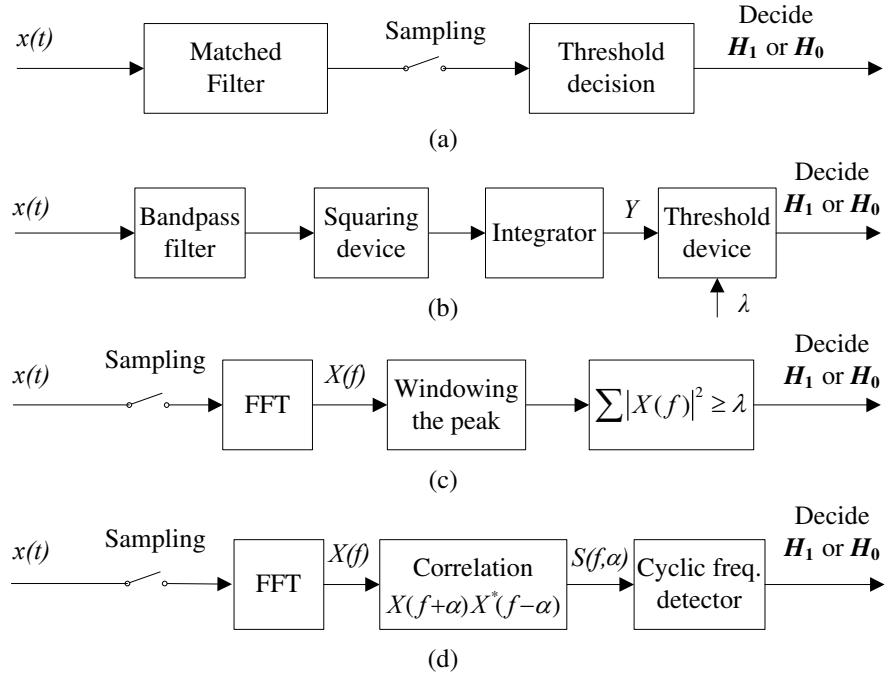 x(t)
Matched
Filter
Sampling
Threshold
decision
Decide
H₁ or H₀
(a)
x(t)
Bandpass
filter
Squaring
device
Integrator
Y
Threshold
device
λ
Decide
H₁ or H₀
(b)
x(t)
Sampling
FFT
X(f)
Windowing
the peak
∑|X(f)|² ≥ λ
Decide
H₁ or H₀
(c)
x(t)
Sampling
FFT
X(f)
Correlation
X(f+α)X*(f−α)
S(f,α)
Cyclic freq.
detector
Decide
H₁ or H₀
(d)